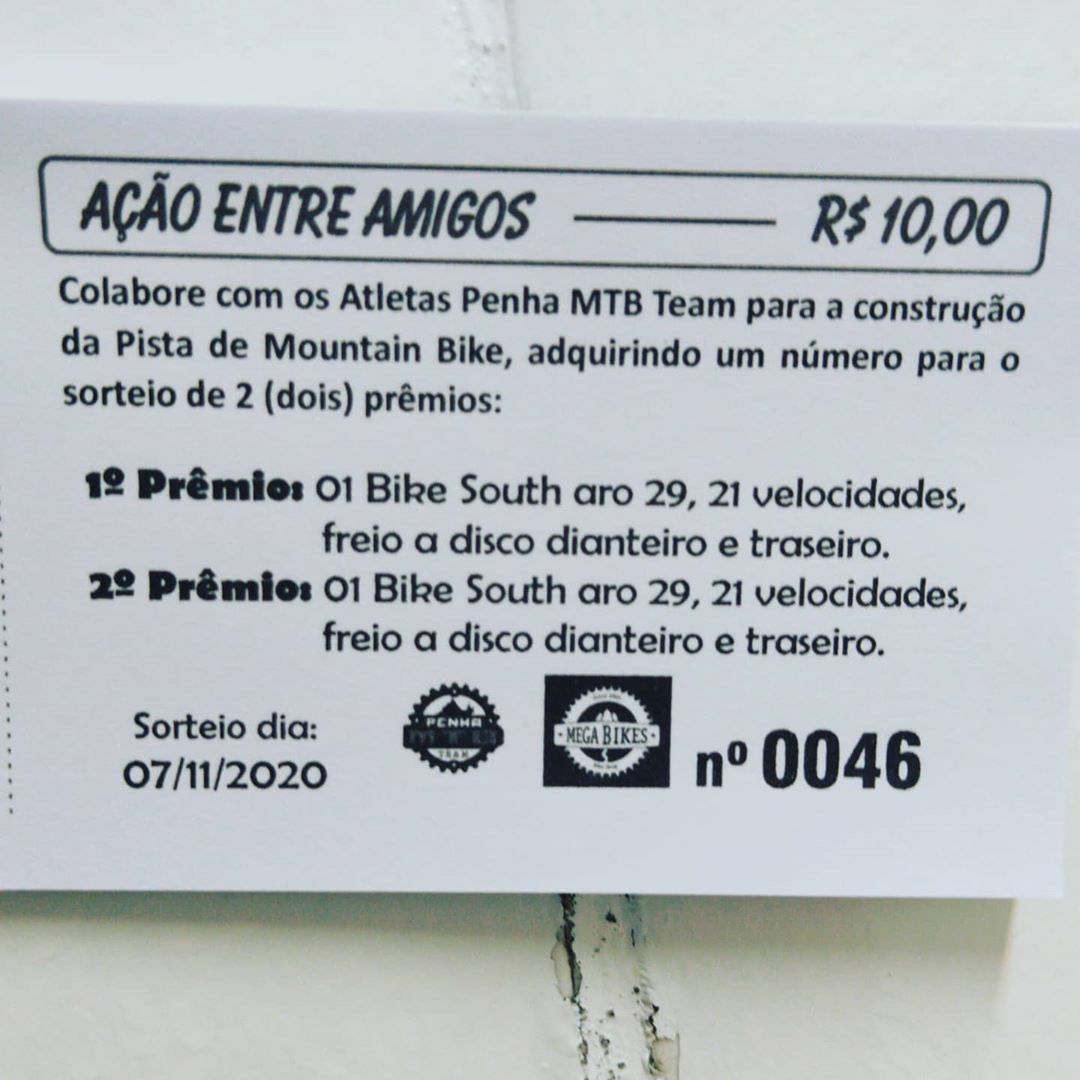 AÇÃO ENTRE AMIGOS R$ 10,00
Colabore com os Atletas Penha MTB Team para a construção
da Pista de Mountain Bike, adquirindo um número para o
sorteio de 2 (dois) prêmios:
1º Prêmio: 01 Bike South aro 29, 21 velocidades,
freio a disco dianteiro e traseiro.
2º Prêmio: 01 Bike South aro 29, 21 velocidades,
freio a disco dianteiro e traseiro.
Sorteio dia:
07/11/2020
PENHA
TEAM
MEGA BIKES
nº 0046